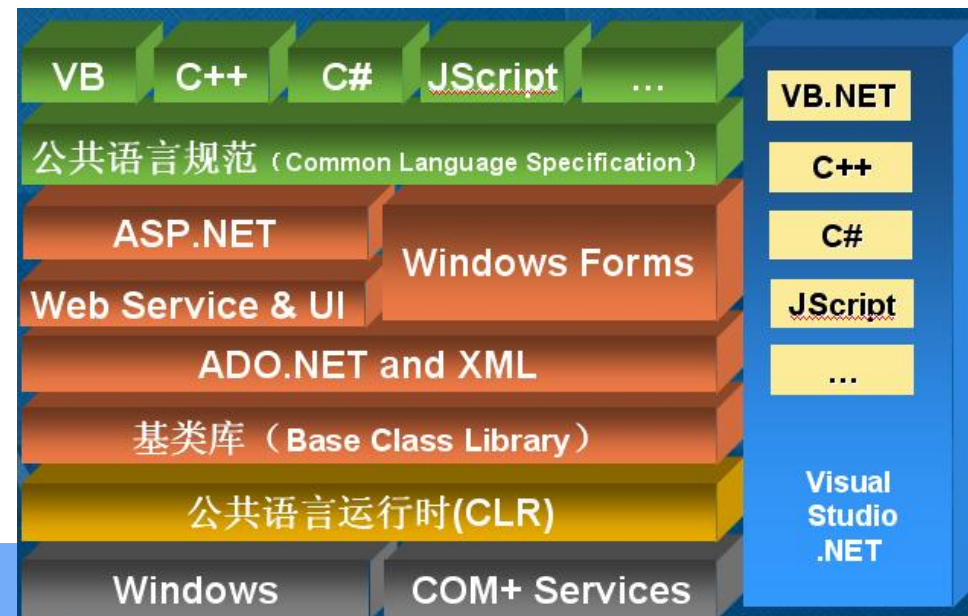 VB C++ C# JScript ...
公共语言规范（Common Language Specification）
ASP.NET
Windows Forms
Web Service & UI
ADO.NET and XML
基类库（Base Class Library）
公共语言运行时(CLR)
Windows COM+ Services
VB.NET
C++
C#
JScript
...
Visual
Studio
.NET